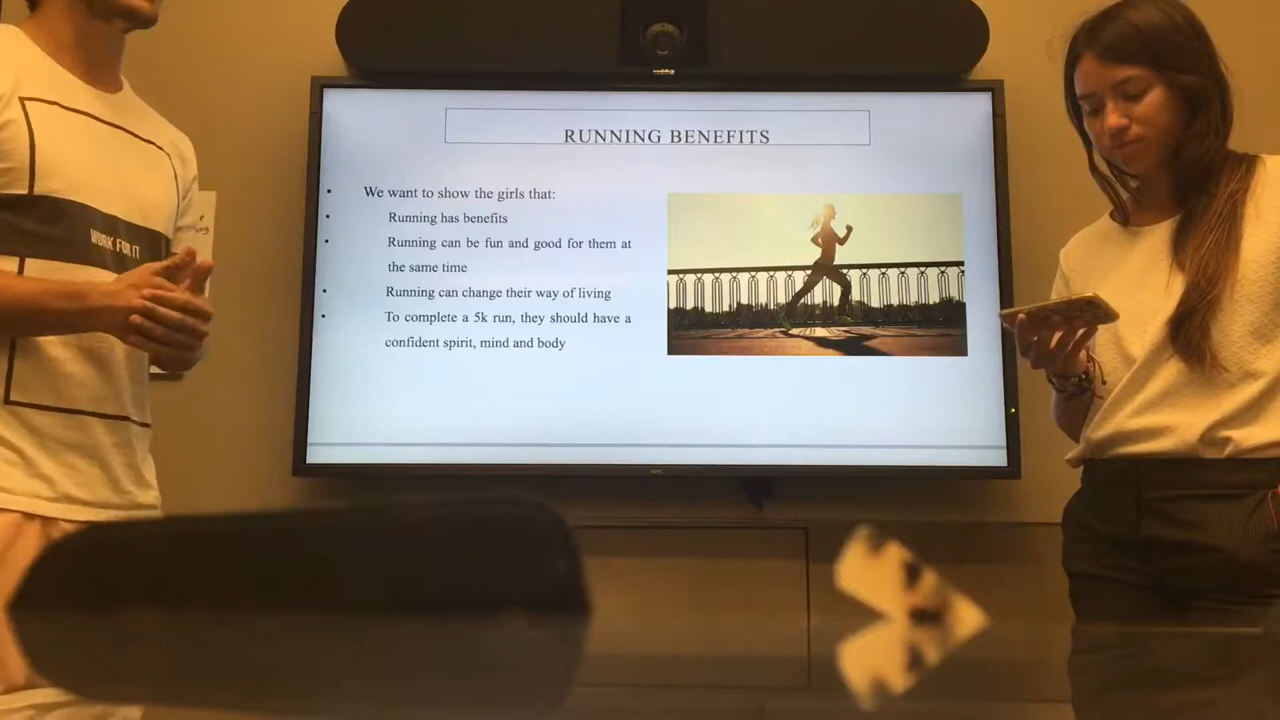 RUNNING BENEFITS
• We want to show the girls that:
• Running has benefits
• Running can be fun and good for them at
the same time
• Running can change their way of living
• To complete a 5k run, they should have a
confident spirit, mind and body
WORK FOR IT
NEC